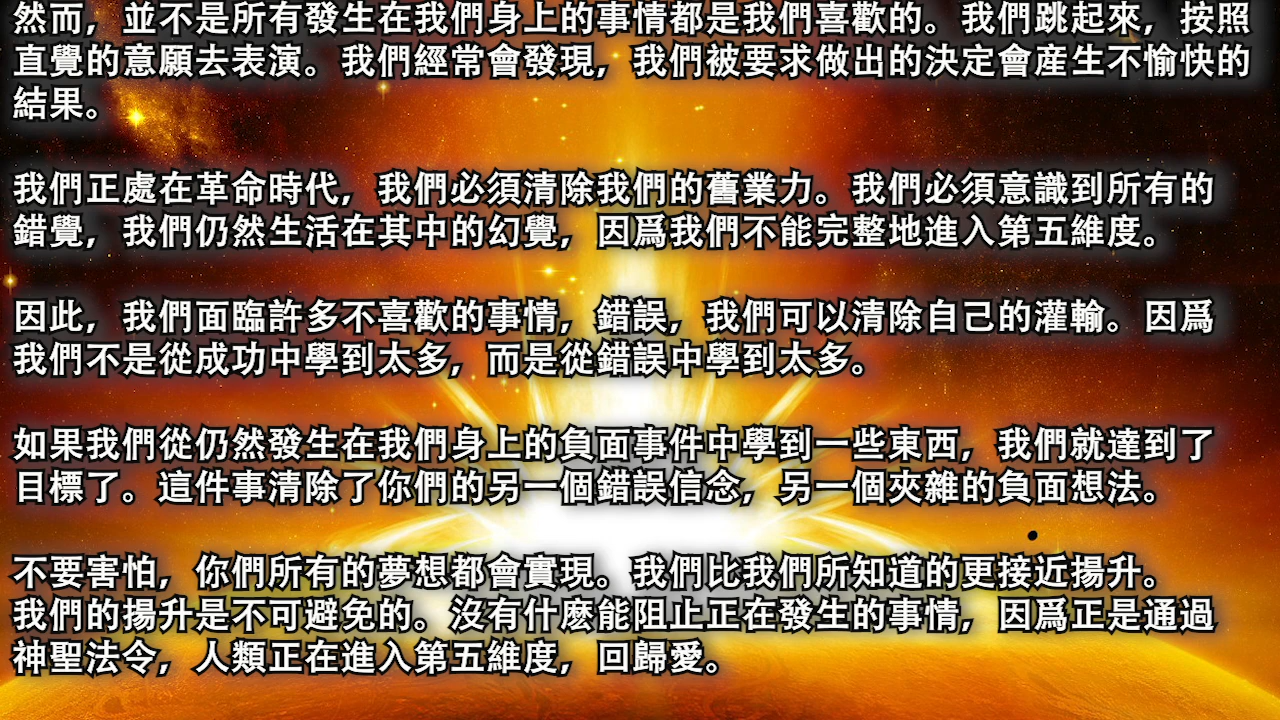 然而，並不是所有發生在我們身上的事情都是我們喜歡的。我們跳起來，按照
直覺的意願去表演。我們經常會發現，我們被要求做出的決定會産生不愉快的
結果。
我們正處在革命時代，我們必須清除我們的舊業力。我們必須意識到所有的
錯覺，我們仍然生活在其中的幻覺，因爲我們不能完整地進入第五維度。
因此，我們面臨許多不喜歡的事情，錯誤，我們可以清除自己的灌輸。因爲
我們不是從成功中學到太多，而是從錯誤中學到太多。
如果我們從仍然發生在我們身上的負面事件中學到一些東西，我們就達到了
目標了。這件事清除了你們的另一個錯誤信念，另一個夾雜的負面想法。
不要害怕，你們所有的夢想都會實現。我們比我們所知道的更接近揚升。
我們的揚升是不可避免的。沒有什麽能阻止正在發生的事情，因爲正是通過
神聖法令，人類正在進入第五維度，回歸愛。